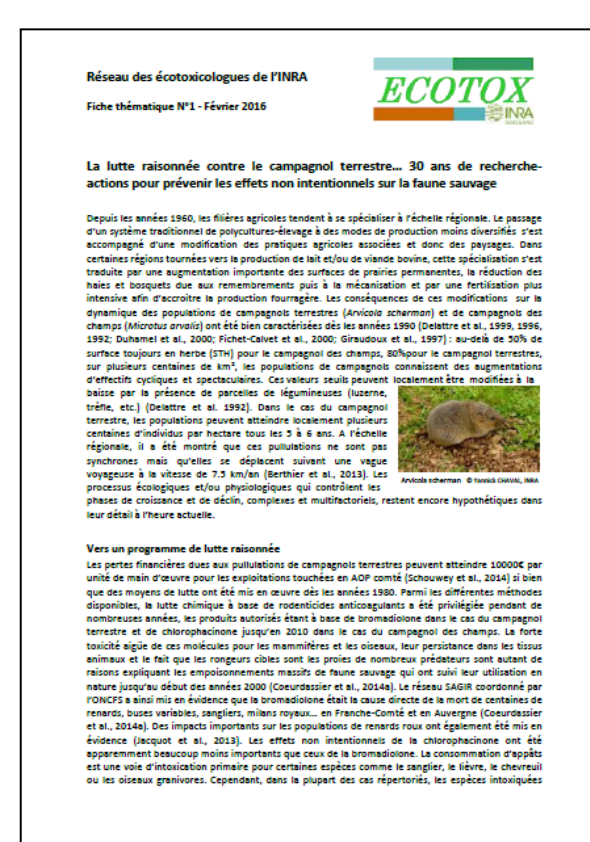 Réseau des écotoxicologues de l'INRA
ECOTOX
INRA
Fiche thématique N°1 - Février 2016
La lutte raisonnée contre le campagnol terrestre... 30 ans de recherche-
actions pour prévenir les effets non intentionnels sur la faune sauvage
Depuis les années 1960, les filières agricoles tendent à se spécialiser à l'échelle régionale. Le passage
d'un système traditionnel de polycultures-élevage à des modes de production moins diversifiés s'est
accompagné d'une modification des pratiques agricoles associées et donc des paysages. Dans
certaines régions tournées vers la production de lait et/ou de viande bovine, cette spécialisation s'est
traduite par une augmentation importante des surfaces de prairies permanentes, la réduction des
haies et bosquets due aux remembrements puis à la mécanisation et par une fertilisation plus
intensive afin d'accroitre la production fourragère. Les conséquences de ces modifications sur la
dynamique des populations de campagnols terrestres (Arvicola scherman) et de campagnols des
champs (Microtus arvalis) ont été bien caractérisées dès les années 1990 (Delattre et al., 1999, 1996,
1992; Duhamel et al., 2000; Fichet-Calvet et al., 2000; Giraudoux et al., 1997) : au-delà de 50% de
surface toujours en herbe (STH) pour le campagnol des champs, 80%pour le campagnol terrestres,
sur plusieurs centaines de km², les populations de campagnols connaissent des augmentations
d'effectifs cycliques et spectaculaires. Ces valeurs seuils peuvent localement être modifiées à la
baisse par la présence de parcelles de légumineuses (luzerne,
trèfle, etc.) (Delattre et al. 1992). Dans le cas du campagnol
terrestre, les populations peuvent atteindre localement plusieurs
centaines d'individus par hectare tous les 5 à 6 ans. A l'échelle
régionale, il a été montré que ces pullulations ne sont pas
synchrones mais qu'elles se déplacent suivant une vague
voyageuse à la vitesse de 7.5 km/an (Berthier et al., 2013). Les
processus écologiques et/ou physiologiques qui contrôlent les
Arvicola scherman © Yannick CHAVAL, INRA
phases de croissance et de déclin, complexes et multifactoriels, restent encore hypothétiques dans
leur détail à l'heure actuelle.
Vers un programme de lutte raisonnée
Les pertes financières dues aux pullulations de campagnols terrestres peuvent atteindre 10000€ par
unité de main d'œuvre pour les exploitations touchées en AOP comté (Schouwey et al., 2014) si bien
que des moyens de lutte ont été mis en œuvre dès les années 1980. Parmi les différentes méthodes
disponibles, la lutte chimique à base de rodenticides anticoagulants a été privilégiée pendant de
nombreuses années, les produits autorisés étant à base de bromadiolone dans le cas du campagnol
terrestre et de chlorophacinone jusqu'en 2010 dans le cas du campagnol des champs. La forte
toxicité aigüe de ces molécules pour les mammifères et les oiseaux, leur persistance dans les tissus
animaux et le fait que les rongeurs cibles sont les proies de nombreux prédateurs sont autant de
raisons expliquant les empoisonnements massifs de faune sauvage qui ont suivi leur utilisation en
nature jusqu'au début des années 2000 (Coeurdassier et al., 2014a). Le réseau SAGIR coordonné par
l'ONCFS a ainsi mis en évidence que la bromadiolone était la cause directe de la mort de centaines de
renards, buses variables, sangliers, milans royaux... en Franche-Comté et en Auvergne (Coeurdassier
et al., 2014a). Des impacts importants sur les populations de renards roux ont également été mis en
évidence (Jacquot et al., 2013). Les effets non intentionnels de la chlorophacinone ont été
apparemment beaucoup moins importants que ceux de la bromadiolone. La consommation d'appâts
est une voie d'intoxication primaire pour certaines espèces comme le sanglier, le lièvre, le chevreuil
ou les oiseaux granivores. Cependant, dans la plupart des cas répertoriés, les espèces intoxiquées